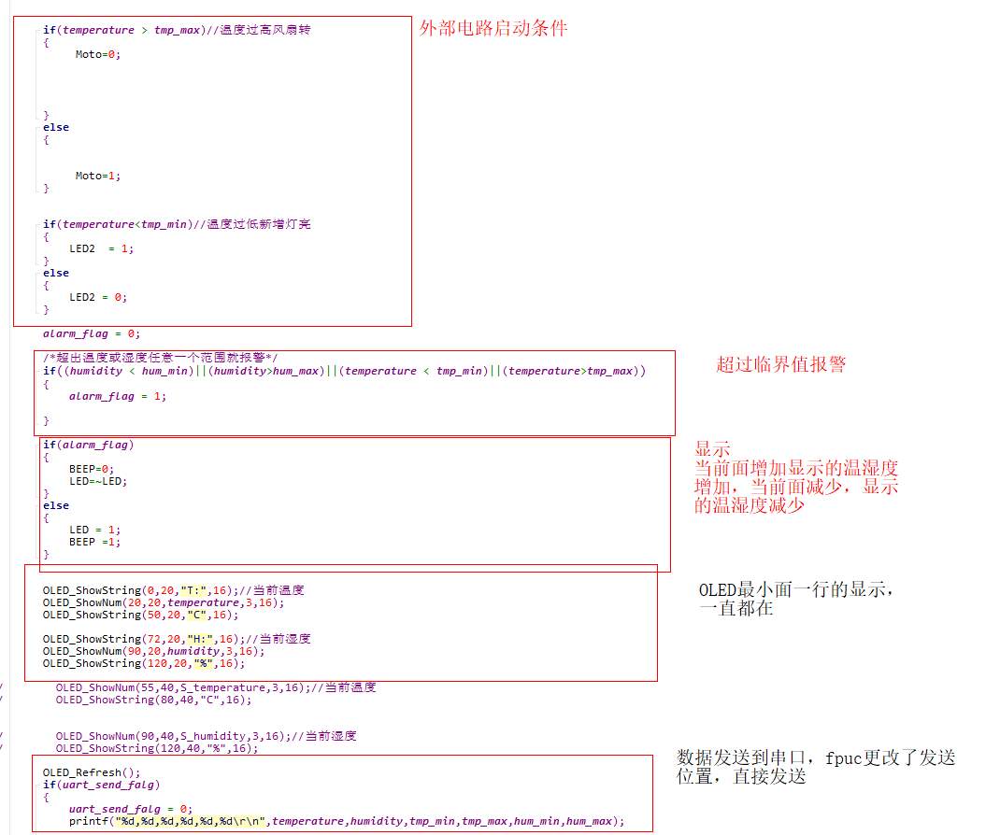 if(temperature > tmp_max)//温度过高风扇转
外部电路启动条件
{
Moto=0;
}
else
{
Moto=1;
}
if(temperature<tmp_min)//温度过低新增灯亮
{
LED2  = 1;
}
else
{
LED2 = 0;
}
alarm_flag = 0;
/*超出温度或湿度任意一个范围就报警*/
if((humidity < hum_min)||(humidity>hum_max)||(temperature < tmp_min)||(temperature>tmp_max))
超过临界值报警
{
alarm_flag = 1;
}
if(alarm_flag)
{
BEEP=0;
LED=~LED;
}
else
{
LED = 1;
BEEP =1;
}
显示
当前面增加显示的温湿度
增加，当前面减少，显示
的温湿度减少
OLED_ShowString(0,20,"T:",16);//当前温度
OLED_ShowNum(20,20,temperature,3,16);
OLED_ShowString(50,20,"C",16);
OLED_ShowString(72,20,"H:",16);//当前湿度
OLED_ShowNum(90,20,humidity,3,16);
OLED_ShowString(120,20,"%",16);
OLED最小面一行的显示，
一直都在
/ OLED_ShowNum(55,40,S_temperature,3,16);//当前温度
/ OLED_ShowString(80,40,"C",16);
/ OLED_ShowNum(90,40,S_humidity,3,16);//当前湿度
/ OLED_ShowString(120,40,"%",16);
OLED_Refresh();
if(uart_send_falg)
{
uart_send_falg = 0;
printf("%d,%d,%d,%d,%d,%d\r\n",temperature,humidity,tmp_min,tmp_max,hum_min,hum_max);
数据发送到串口，fpuc更改了发送
位置，直接发送